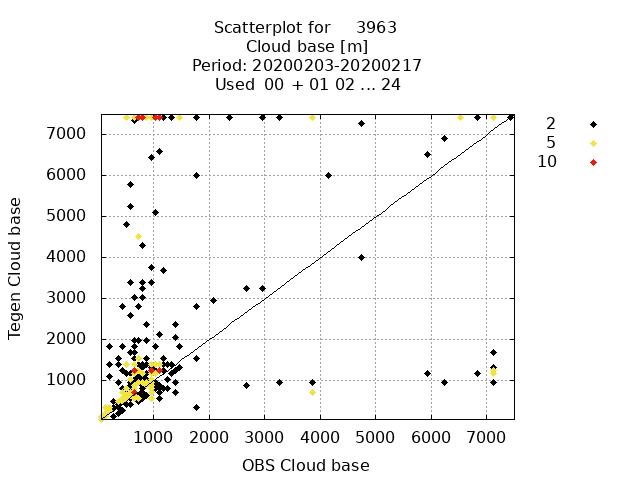 Scatterplot for 3963
Cloud base [m]
Period: 20200203-20200217
Used 00 + 01 02 ... 24
2
5
10
7000
6000
5000
4000
3000
2000
1000
Tegen Cloud base
1000 2000 3000 4000 5000 6000 7000
OBS Cloud base